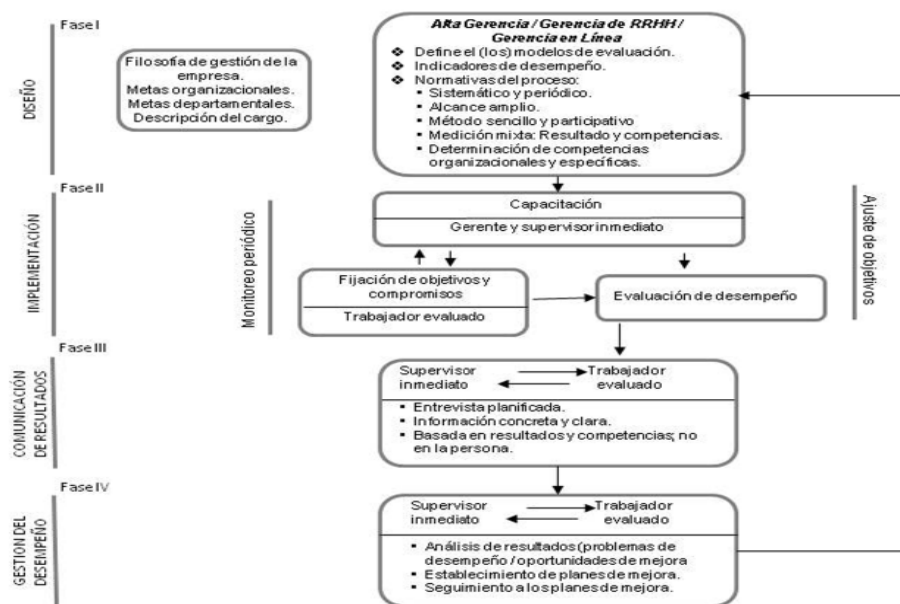 Fase I
DISEÑO
Filosofía de gestión de la
empresa.
Metas organizacionales.
Metas departamentales.
Descripción del cargo.
Alta Gerencia / Gerencia de RRHH /
Gerencia en Línea
❖ Define el (los) modelos de evaluación.
❖ Indicadores de desempeño.
❖ Normativas del proceso:
▪ Sistemático y periódico.
▪ Alcance amplio.
▪ Método sencillo y participativo
▪ Medición mixta: Resultado y competencias.
▪ Determinación de competencias
organizacionales y específicas.
Fase II
IMPLEMENTACIÓN
Monitoreo periódico
Capacitación
Gerente y supervisor inmediato
Fijación de objetivos y
compromisos
Trabajador evaluado
Evaluación de desempeño
Ajuste de objetivos
Fase III
COMUNICACIÓN
DE RESULTADOS
Supervisor Trabajador
inmediato evaluado
▪ Entrevista planificada.
▪ Información concreta y clara.
▪ Basada en resultados y competencias; no
en la persona.
Fase IV
GESTION DEL
DESEMPEÑO
Supervisor Trabajador
inmediato evaluado
▪ Análisis de resultados (problemas de
desempeño / oportunidades de mejora
▪ Establecimiento de planes de mejora.
▪ Seguimiento a los planes de mejora.